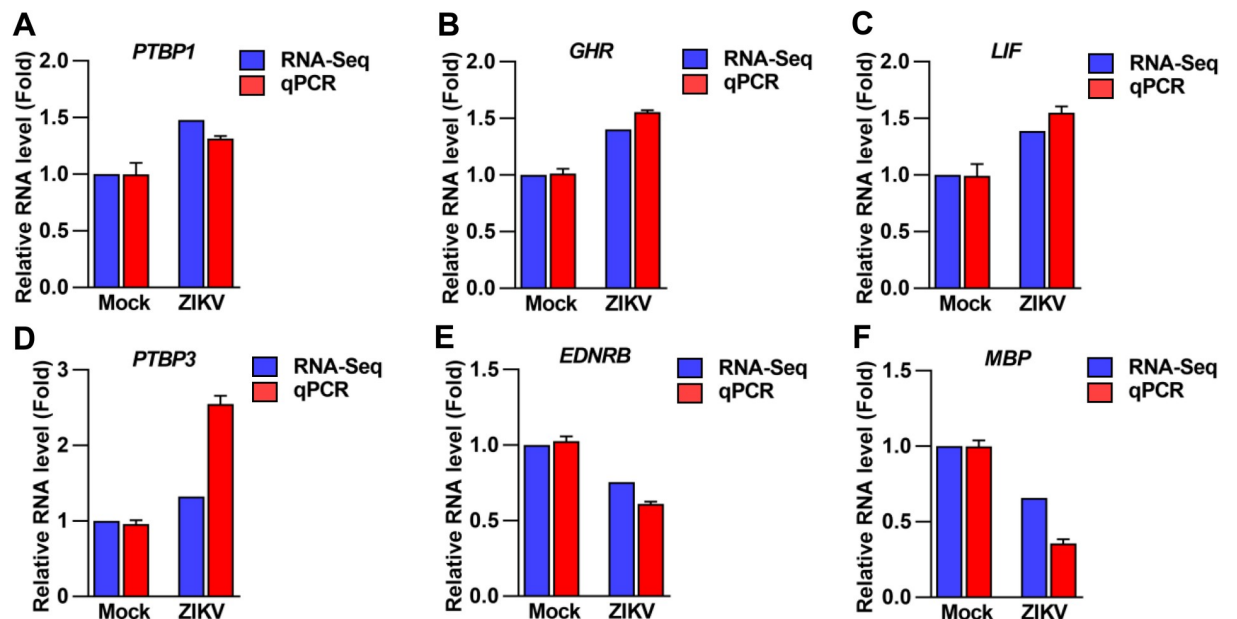 A
PTBP1
RNA-Seq
qPCR
Relative RNA level (Fold)
2.0
1.5
1.0
0.5
0.0
Mock ZIKV
B
GHR
RNA-Seq
qPCR
Relative RNA level (Fold)
2.0
1.5
1.0
0.5
0.0
Mock ZIKV
C
LIF
RNA-Seq
qPCR
Relative RNA level (Fold)
2.0
1.5
1.0
0.5
0.0
Mock ZIKV
D
PTBP3
RNA-Seq
qPCR
Relative RNA level (Fold)
3
2
1
0
Mock ZIKV
E
EDNRB
RNA-Seq
qPCR
Relative RNA level (Fold)
1.5
1.0
0.5
0.0
Mock ZIKV
F
MBP
RNA-Seq
qPCR
Relative RNA level (Fold)
1.5
1.0
0.5
0.0
Mock ZIKV